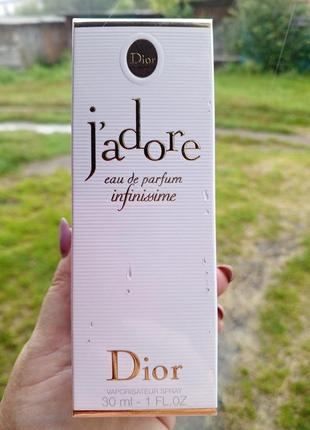 Dior
j'adore
eau de parfum
infinissime
Dior
VAPORISATEUR SPRAY
30 ml - 1 FL.OZ